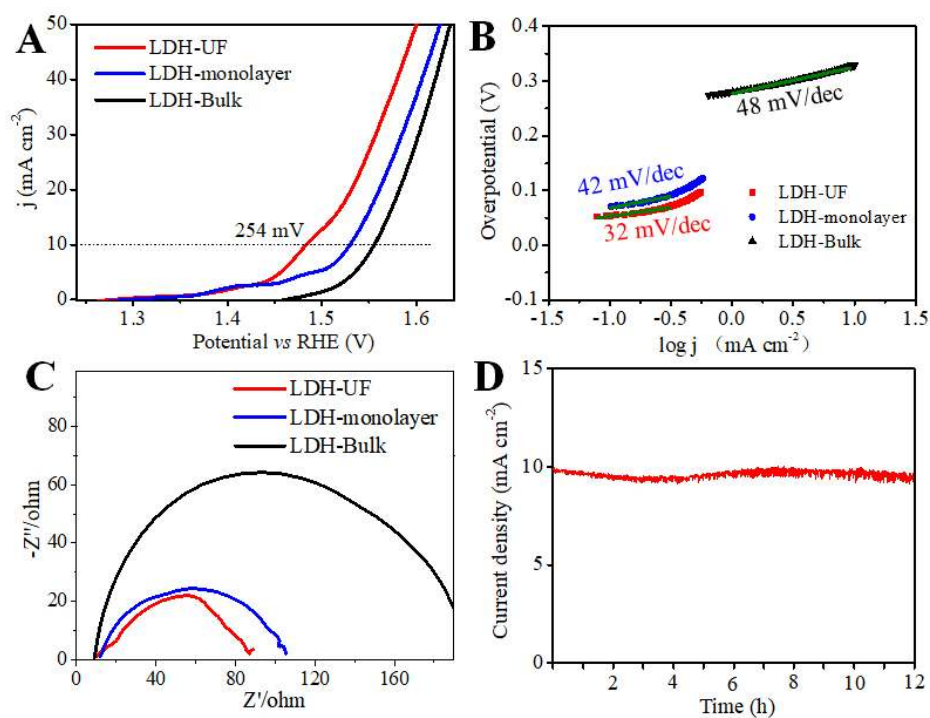 A
LDH-UF
LDH-monolayer
LDH-Bulk
254 mV
j (mA cm-2)
50
40
30
20
10
0
1.3 1.4 1.5 1.6
Potential vs RHE (V)
B
48 mV/dec
42 mV/dec
32 mV/dec
LDH-UF
LDH-monolayer
LDH-Bulk
Overpotential (V)
0.4
0.3
0.2
0.1
0.0
-0.1
-1.5 -1.0 -0.5 0.0 0.5 1.0 1.5
log j （mA cm-2）
C
LDH-UF
LDH-monolayer
LDH-Bulk
-Z''/ohm
80
60
40
20
0
0 40 80 120 160
Z'/ohm
D
Current density (mA cm-2)
15
10
5
0
0 2 4 6 8 10 12
Time (h)